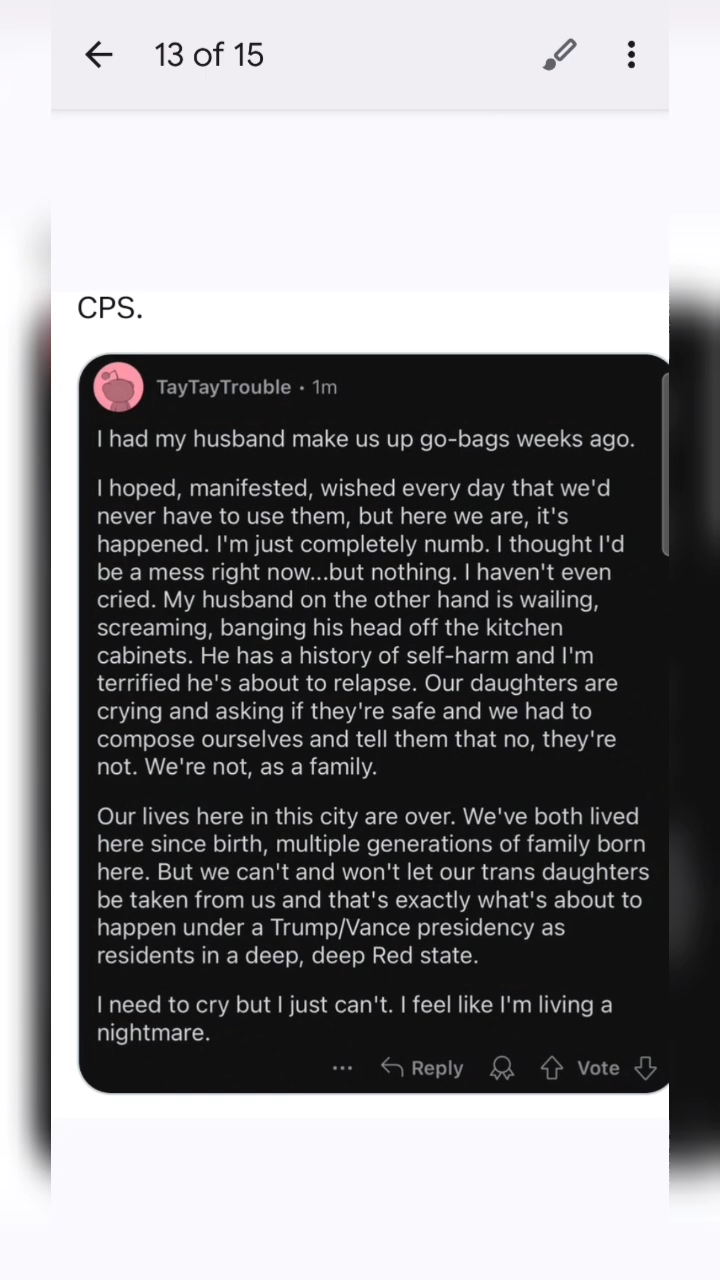 13 of 15
CPS.
TayTayTrouble • 1m
I had my husband make us up go-bags weeks ago.
I hoped, manifested, wished every day that we'd
never have to use them, but here we are, it's
happened. I'm just completely numb. I thought I'd
be a mess right now...but nothing. I haven't even
cried. My husband on the other hand is wailing,
screaming, banging his head off the kitchen
cabinets. He has a history of self-harm and I'm
terrified he's about to relapse. Our daughters are
crying and asking if they're safe and we had to
compose ourselves and tell them that no, they're
not. We're not, as a family.
Our lives here in this city are over. We've both lived
here since birth, multiple generations of family born
here. But we can't and won't let our trans daughters
be taken from us and that's exactly what's about to
happen under a Trump/Vance presidency as
residents in a deep, deep Red state.
I need to cry but I just can't. I feel like I'm living a
nightmare.
Reply Vote